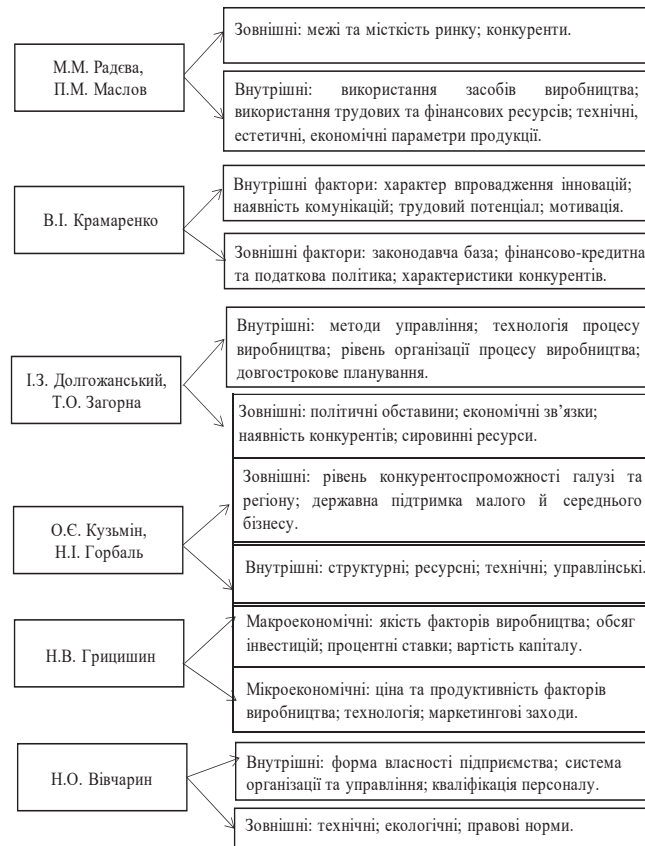 М.М. Радєва,
П.М. Маслов
Зовнішні: межі та місткість ринку; конкуренти.
Внутрішні: використання засобів виробництва;
використання трудових та фінансових ресурсів; технічні,
естетичні, економічні параметри продукції.
В.І. Крамаренко
Внутрішні фактори: характер впровадження інновацій;
наявність комунікацій; трудовий потенціал; мотивація.
Зовнішні фактори: законодавча база; фінансово-кредитна
та податкова політика; характеристики конкурентів.
І.З. Долгожанський,
Т.О. Загорна
Внутрішні: методи управління; технологія процесу
виробництва; рівень організації процесу виробництва;
довгострокове планування.
Зовнішні: політичні обставини; економічні зв’язки;
наявність конкурентів; сировинні ресурси.
О.Є. Кузьмін,
Н.І. Горбаль
Зовнішні: рівень конкурентоспроможності галузі та
регіону; державна підтримка малого й середнього
бізнесу.
Внутрішні: структурні; ресурсні; технічні; управлінські.
Н.В. Грицишин
Макроекономічні: якість факторів виробництва; обсяг
інвестицій; процентні ставки; вартість капіталу.
Мікроекономічні: ціна та продуктивність факторів
виробництва; технологія; маркетингові заходи.
Н.О. Вівчарин
Внутрішні: форма власності підприємства; система
організації та управління; кваліфікація персоналу.
Зовнішні: технічні; екологічні; правові норми.